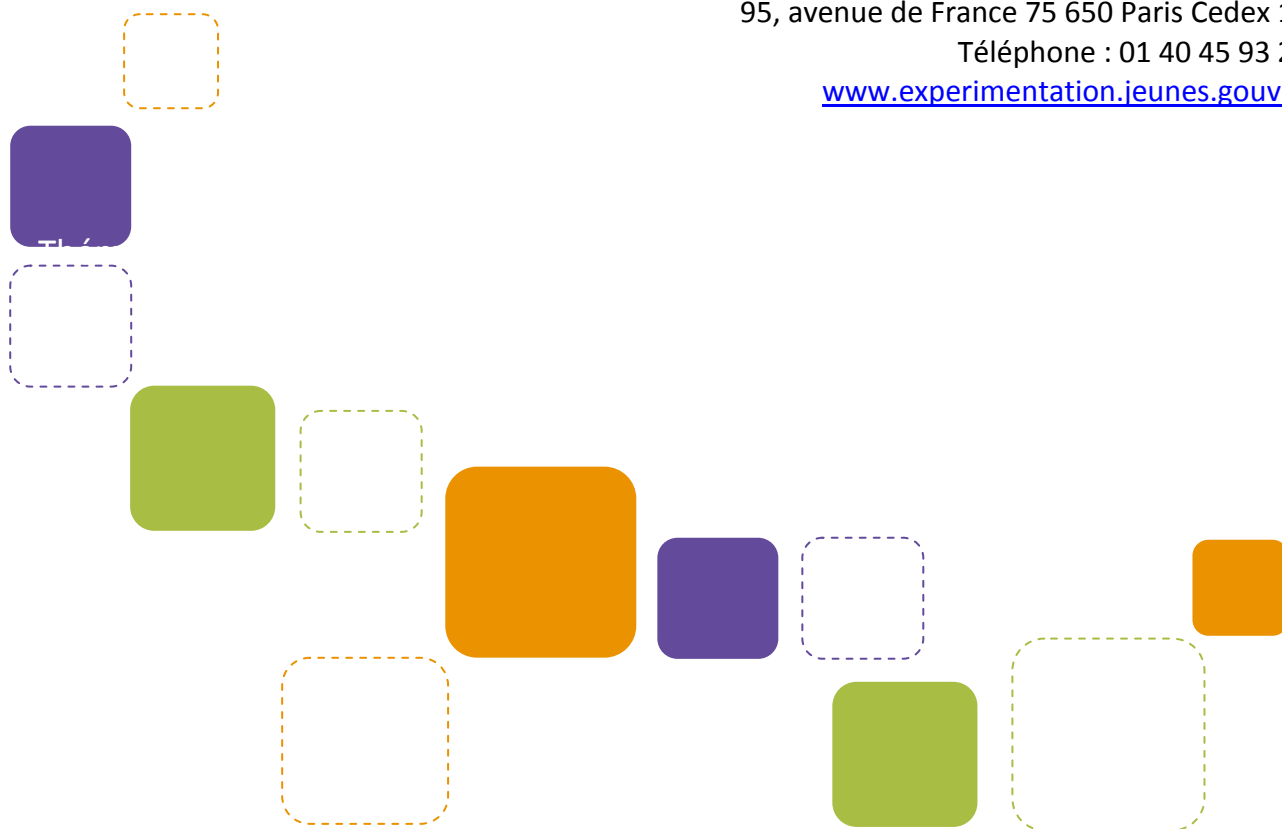 95, avenue de France 75 650 Paris Cedex
Téléphone : 01 40 45 93
www.experimentation.jeunes.gouv